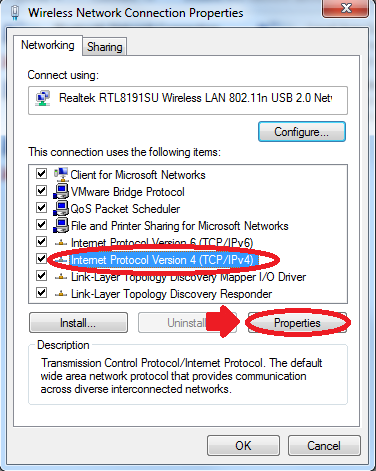 Wireless Network Connection Properties
Networking
Sharing
Connect using:
Realtek RTL8191SU Wireless LAN 802.11n USB 2.0 Netv
Configure...
This connection uses the following items:
Client for Microsoft Networks
VMware Bridge Protocol
QoS Packet Scheduler
File and Printer Sharing for Microsoft Networks
Internet Protocol Version 6 (TCP/IPv6)
Internet Protocol Version 4 (TCP/IPv4)
Link-Layer Topology Discovery Mapper I/O Driver
Link-Layer Topology Discovery Responder
Install...
Uninstal
Properties
Description
Transmission Control Protocol/Internet Protocol. The default
wide area network protocol that provides communication
across diverse interconnected networks.
OK
Cancel